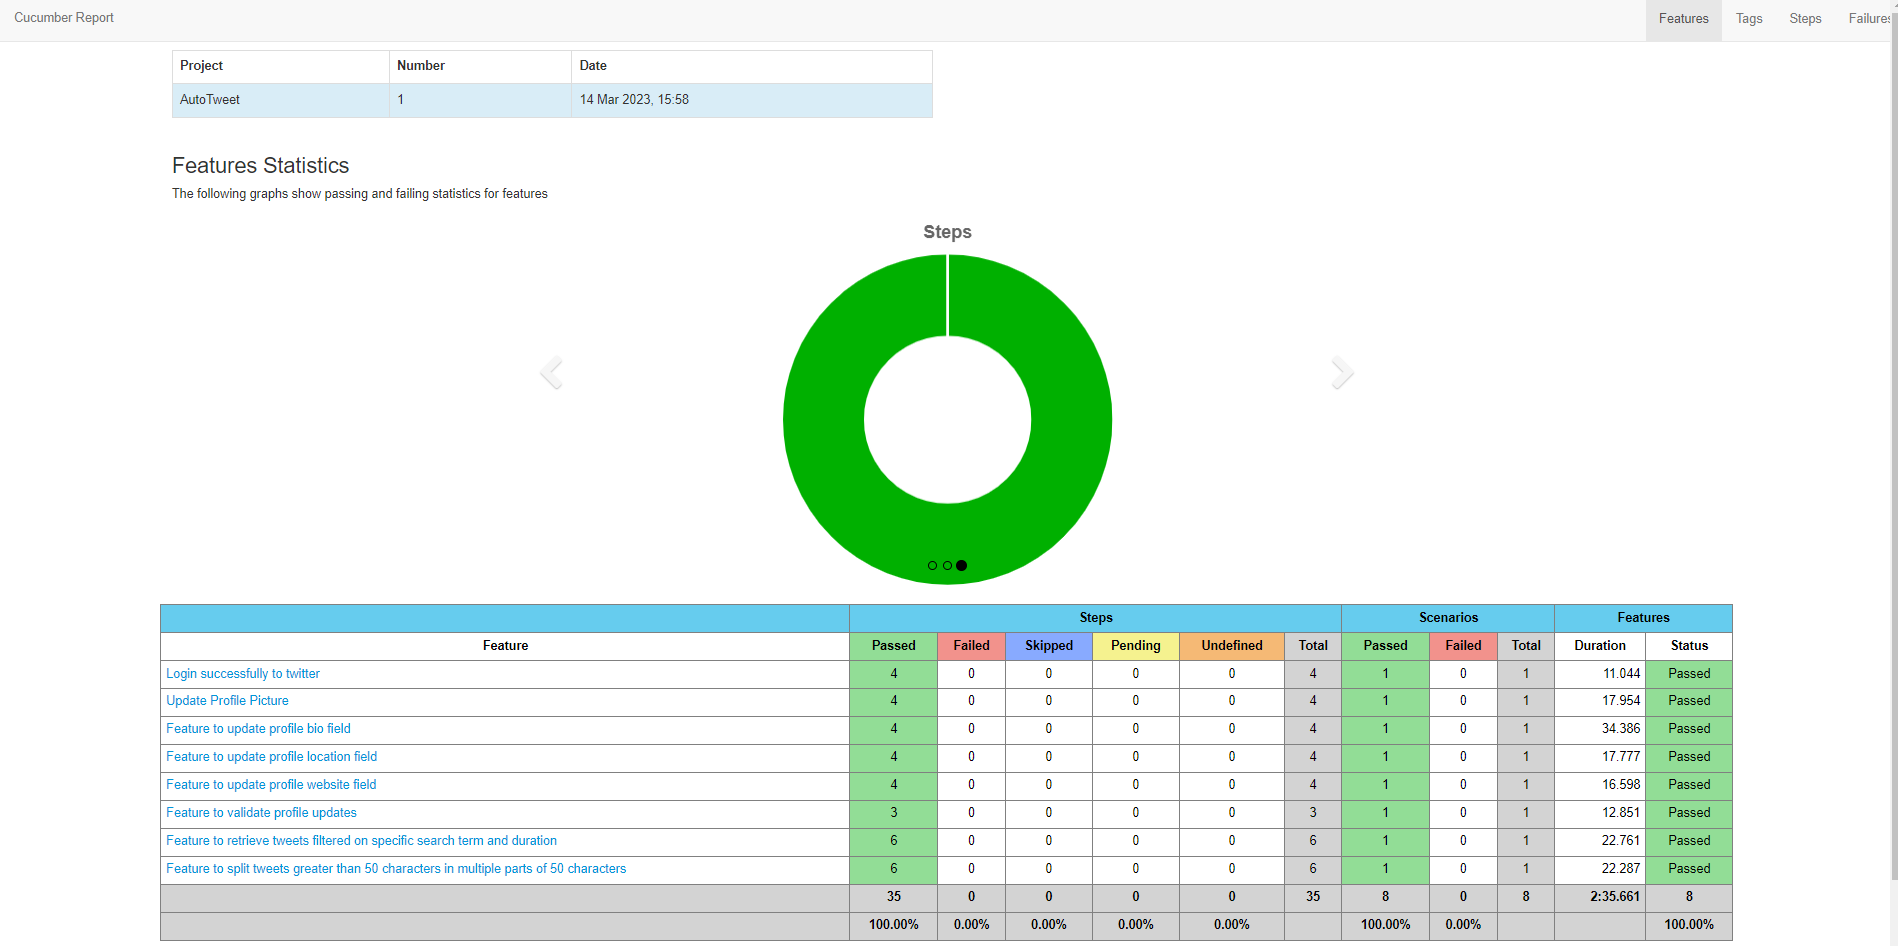 Cucumber Report Features Tags Steps Failures
Project Number Date
AutoTweet 1 14 Mar 2023, 15:58
Features Statistics
The following graphs show passing and failing statistics for features
Steps
Steps Scenarios Features
Feature Passed Failed Skipped Pending Undefined Total Passed Failed Total Duration Status
Login successfully to twitter 4 0 0 0 0 4 1 0 1 11.044 Passed
Update Profile Picture 4 0 0 0 0 4 1 0 1 17.954 Passed
Feature to update profile bio field 4 0 0 0 0 4 1 0 1 34.386 Passed
Feature to update profile location field 4 0 0 0 0 4 1 0 1 17.777 Passed
Feature to update profile website field 4 0 0 0 0 4 1 0 1 16.598 Passed
Feature to validate profile updates 3 0 0 0 0 3 1 0 1 12.851 Passed
Feature to retrieve tweets filtered on specific search term and duration 6 0 0 0 0 6 1 0 1 22.761 Passed
Feature to split tweets greater than 50 characters in multiple parts of 50 characters 6 0 0 0 0 6 1 0 1 22.287 Passed
35 0 0 0 0 35 8 0 8 2:35.661 8
100.00% 0.00% 0.00% 0.00% 0.00% 100.00% 0.00% 100.00%